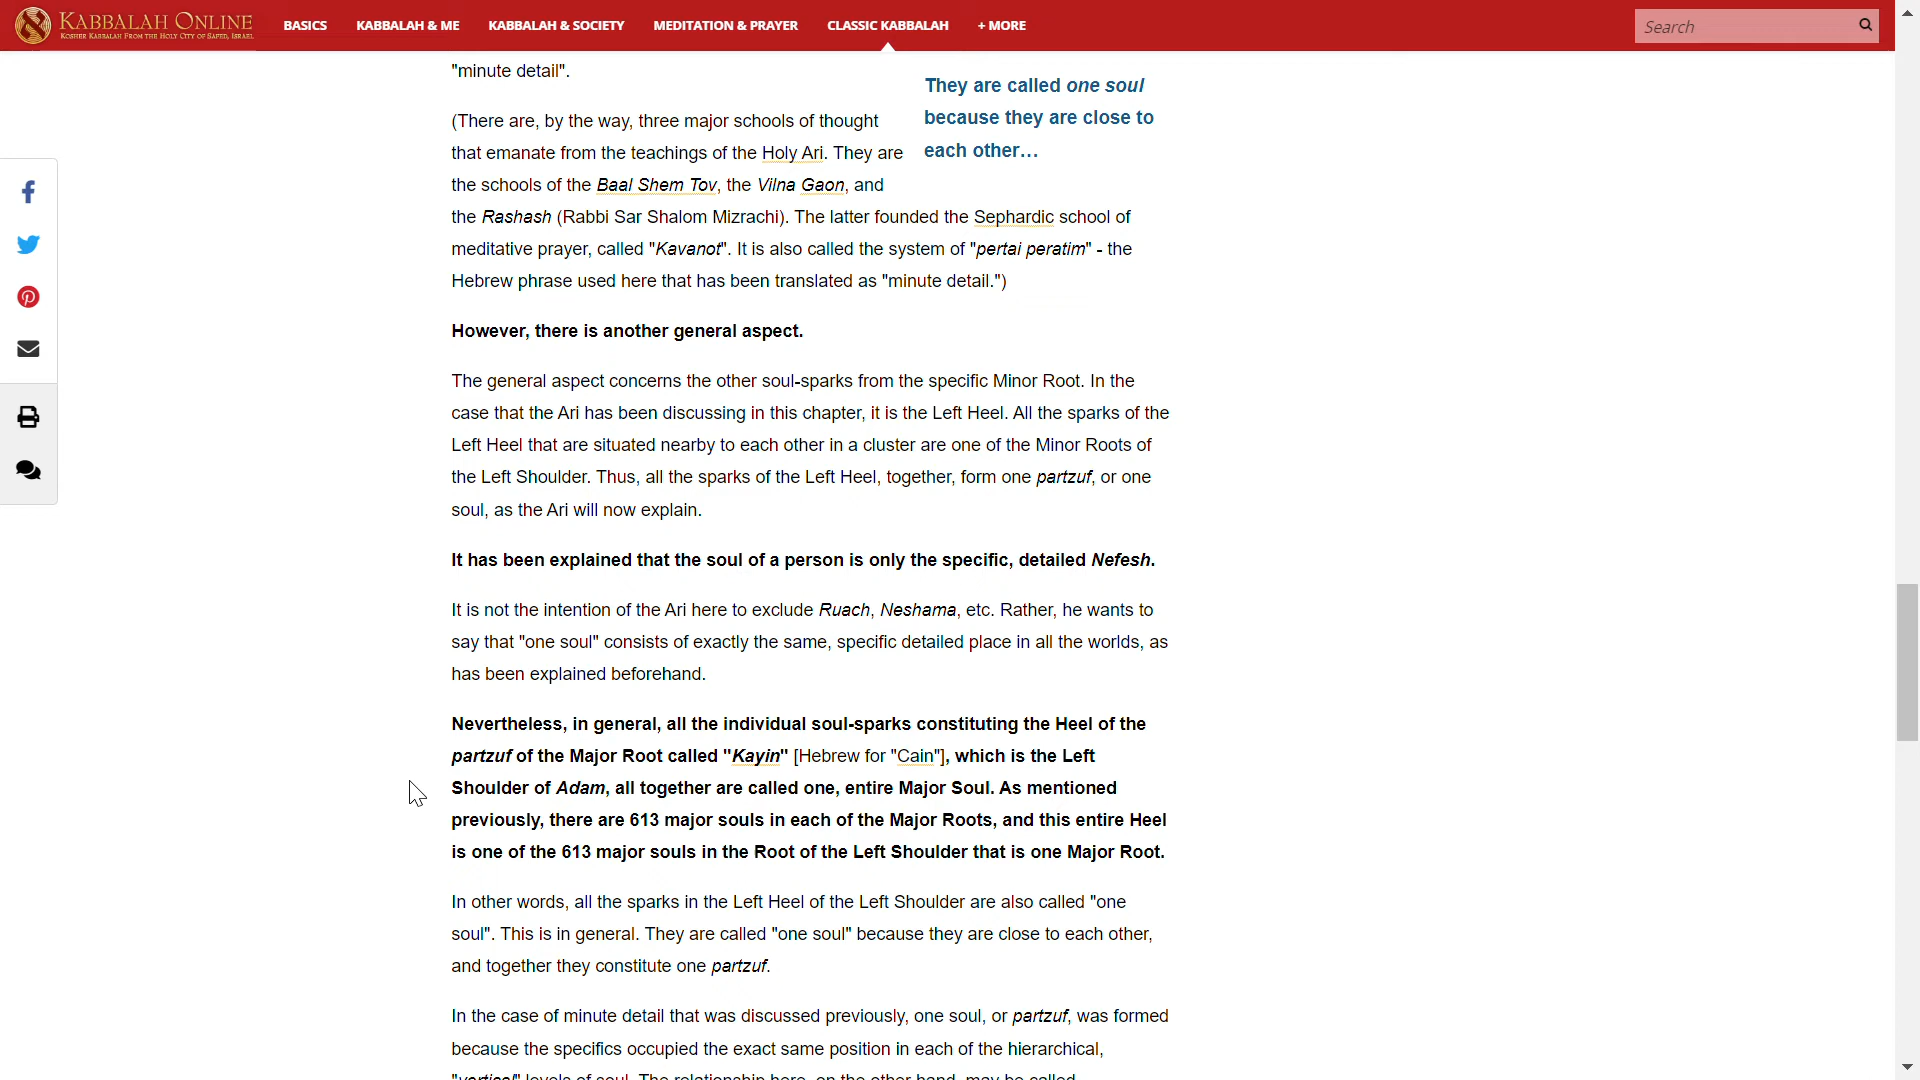 KABBALAH ONLINE
KOSHER KABBALAH FROM THE HOLY CITY OF SAFED, ISRAEL
BASICS KABBALAH & ME KABBALAH & SOCIETY MEDITATION & PRAYER CLASSIC KABBALAH + MORE
Search
"minute detail".
They are called one soul
because they are close to
each other…
(There are, by the way, three major schools of thought
that emanate from the teachings of the Holy Ari. They are
the schools of the Baal Shem Tov, the Vilna Gaon, and
the Rashash (Rabbi Sar Shalom Mizrachi). The latter founded the Sephardic school of
meditative prayer, called "Kavanot". It is also called the system of "pertai peratim" - the
Hebrew phrase used here that has been translated as "minute detail.")
However, there is another general aspect.
The general aspect concerns the other soul-sparks from the specific Minor Root. In the
case that the Ari has been discussing in this chapter, it is the Left Heel. All the sparks of the
Left Heel that are situated nearby to each other in a cluster are one of the Minor Roots of
the Left Shoulder. Thus, all the sparks of the Left Heel, together, form one partzuf, or one
soul, as the Ari will now explain.
It has been explained that the soul of a person is only the specific, detailed Nefesh.
It is not the intention of the Ari here to exclude Ruach, Neshama, etc. Rather, he wants to
say that "one soul" consists of exactly the same, specific detailed place in all the worlds, as
has been explained beforehand.
Nevertheless, in general, all the individual soul-sparks constituting the Heel of the
partzuf of the Major Root called "Kayin" [Hebrew for "Cain"], which is the Left
Shoulder of Adam, all together are called one, entire Major Soul. As mentioned
previously, there are 613 major souls in each of the Major Roots, and this entire Heel
is one of the 613 major souls in the Root of the Left Shoulder that is one Major Root.
In other words, all the sparks in the Left Heel of the Left Shoulder are also called "one
soul". This is in general. They are called "one soul" because they are close to each other,
and together they constitute one partzuf.
In the case of minute detail that was discussed previously, one soul, or partzuf, was formed
because the specifics occupied the exact same position in each of the hierarchical,
"vertical" levels of soul. The relationship here, on the other hand, may be called